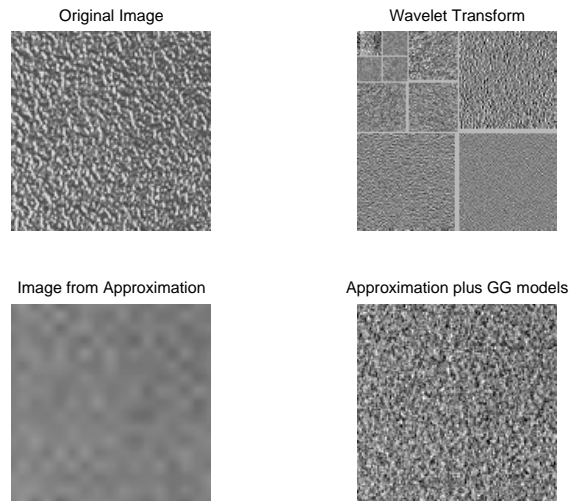 Original Image
Wavelet Transform
Image from Approximation
Approximation plus GG models